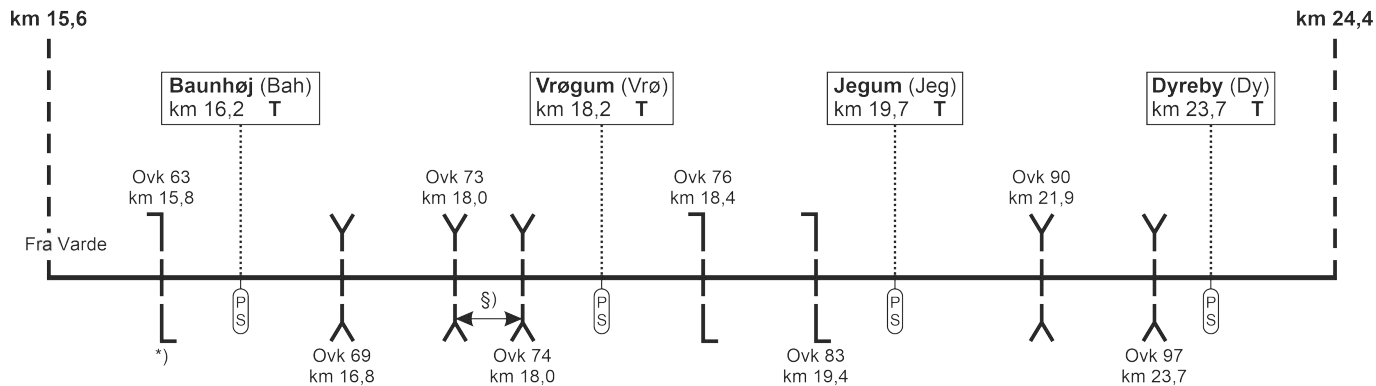 km 15,6
km 24,4
Baunhøj (Bah)
km 16,2 T
Vrøgum (Vrø)
km 18,2 T
Jegum (Jeg)
km 19,7 T
Dyreby (Dy)
km 23,7 T
Ovk 63
km 15,8
Ovk 73
km 18,0
Ovk 76
km 18,4
Ovk 90
km 21,9
Fra Varde
P
S
P
S
P
S
P
S
§)
*)
Ovk 69
km 16,8
Ovk 74
km 18,0
Ovk 83
km 19,4
Ovk 97
km 23,7